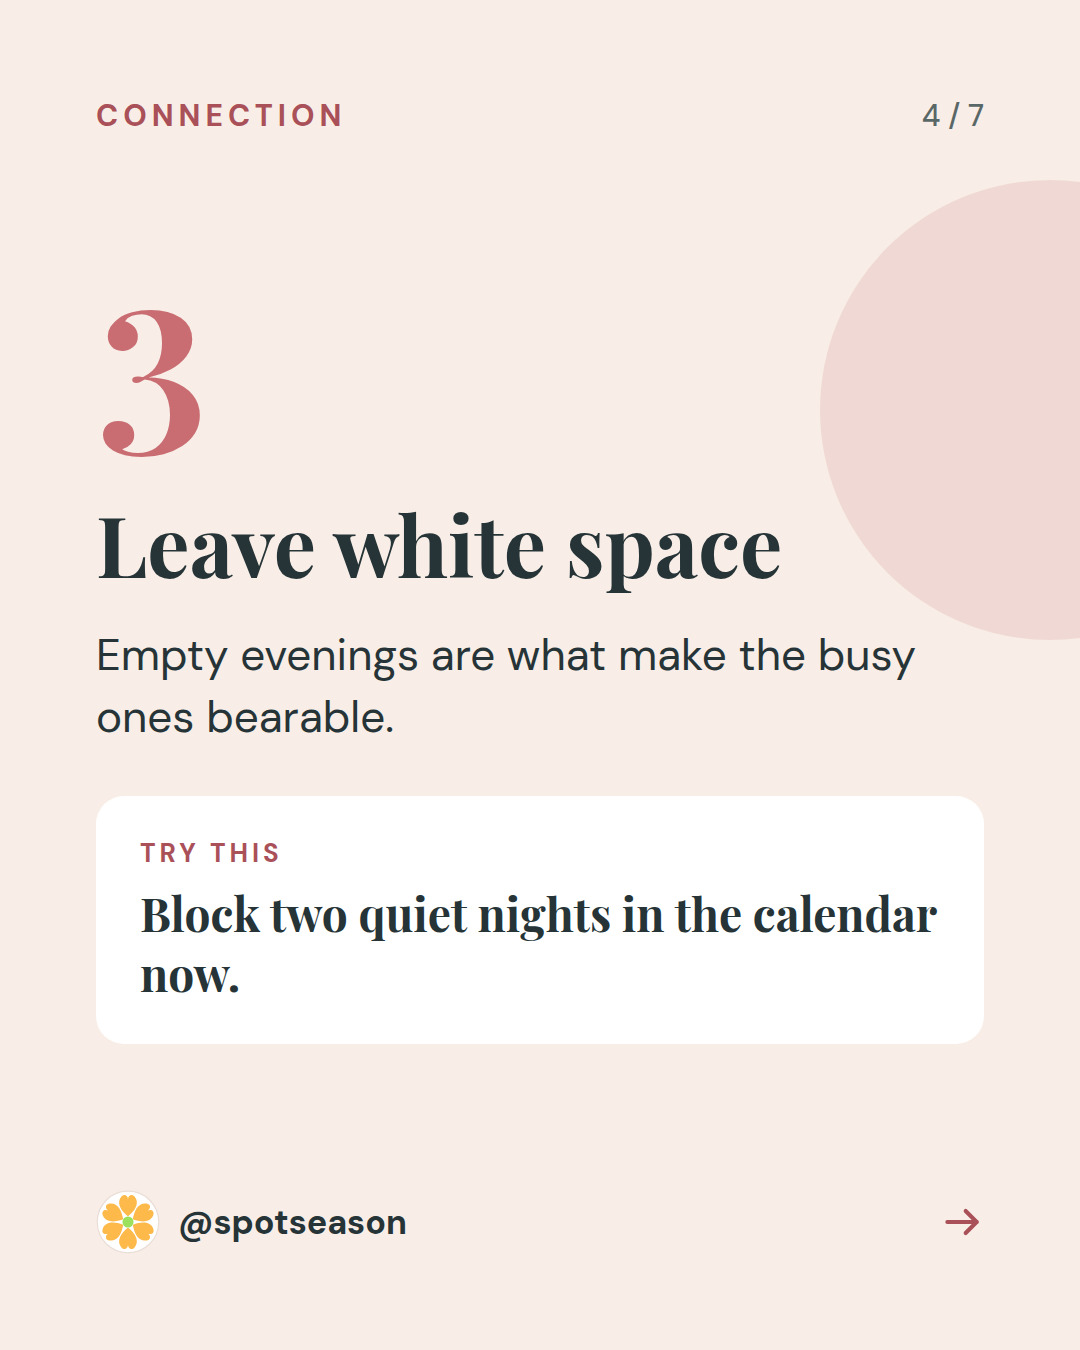 CONNECTION
4 / 7
3
Leave white space
Empty evenings are what make the busy
ones bearable.
TRY THIS
Block two quiet nights in the calendar
now.
@spotseason